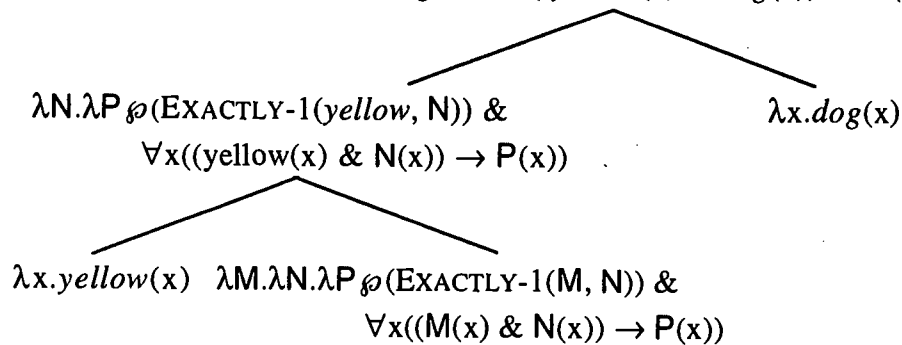 λN.λP ℘(EXACTLY-1(yellow, N)) & λx.dog(x)
∀x((yellow(x) & N(x)) → P(x))
λx.yellow(x) λM.λN.λP ℘(EXACTLY-1(M, N)) &
∀x((M(x) & N(x)) → P(x))